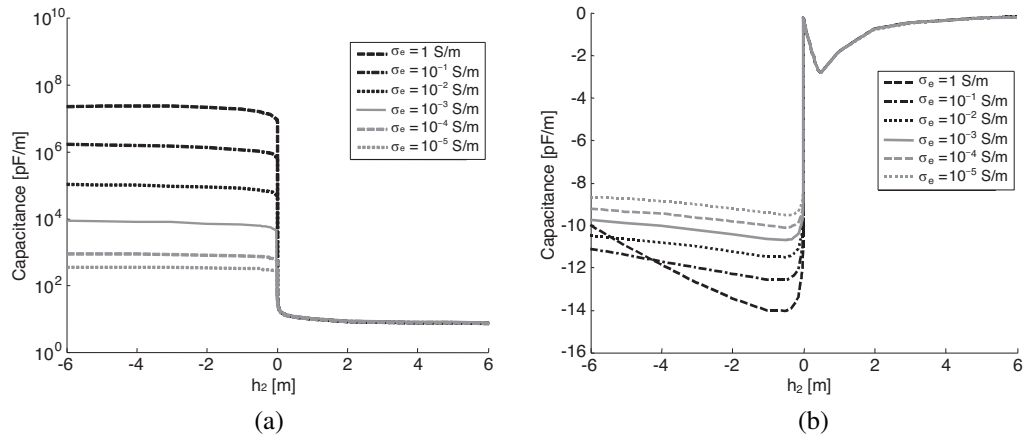 10^10
10^8
10^6
10^4
10^2
10^0
Capacitance [pF/m]
σe = 1 S/m
σe = 10^−1 S/m
σe = 10^−2 S/m
σe = 10^−3 S/m
σe = 10^−4 S/m
σe = 10^−5 S/m
-6 -4 -2 0 2 4 6
h2 [m]
(a)
0
-2
-4
-6
-8
-10
-12
-14
-16
Capacitance [pF/m]
σe = 1 S/m
σe = 10^−1 S/m
σe = 10^−2 S/m
σe = 10^−3 S/m
σe = 10^−4 S/m
σe = 10^−5 S/m
-6 -4 -2 0 2 4 6
h2 [m]
(b)